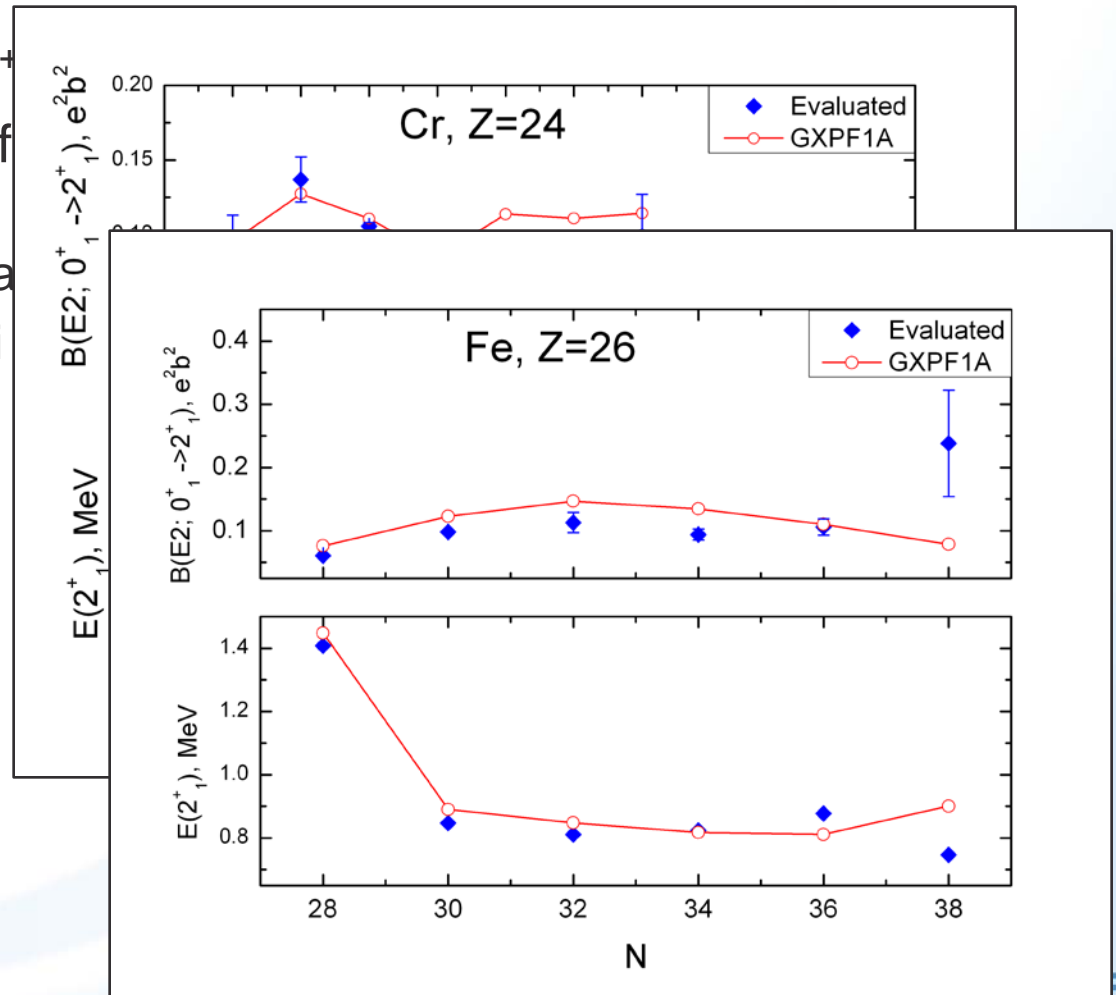 +
f
a
0.20
0.15
Cr, Z=24
Evaluated
GXPF1A
B(E2; 0⁺₁ ->2⁺₁), e²b²
E(2⁺₁), MeV
Fe, Z=26
Evaluated
GXPF1A
0.4
0.3
0.2
0.1
B(E2; 0⁺₁ ->2⁺₁), e²b²
1.4
1.2
1.0
0.8
E(2⁺₁), MeV
28 30 32 34 36 38
N